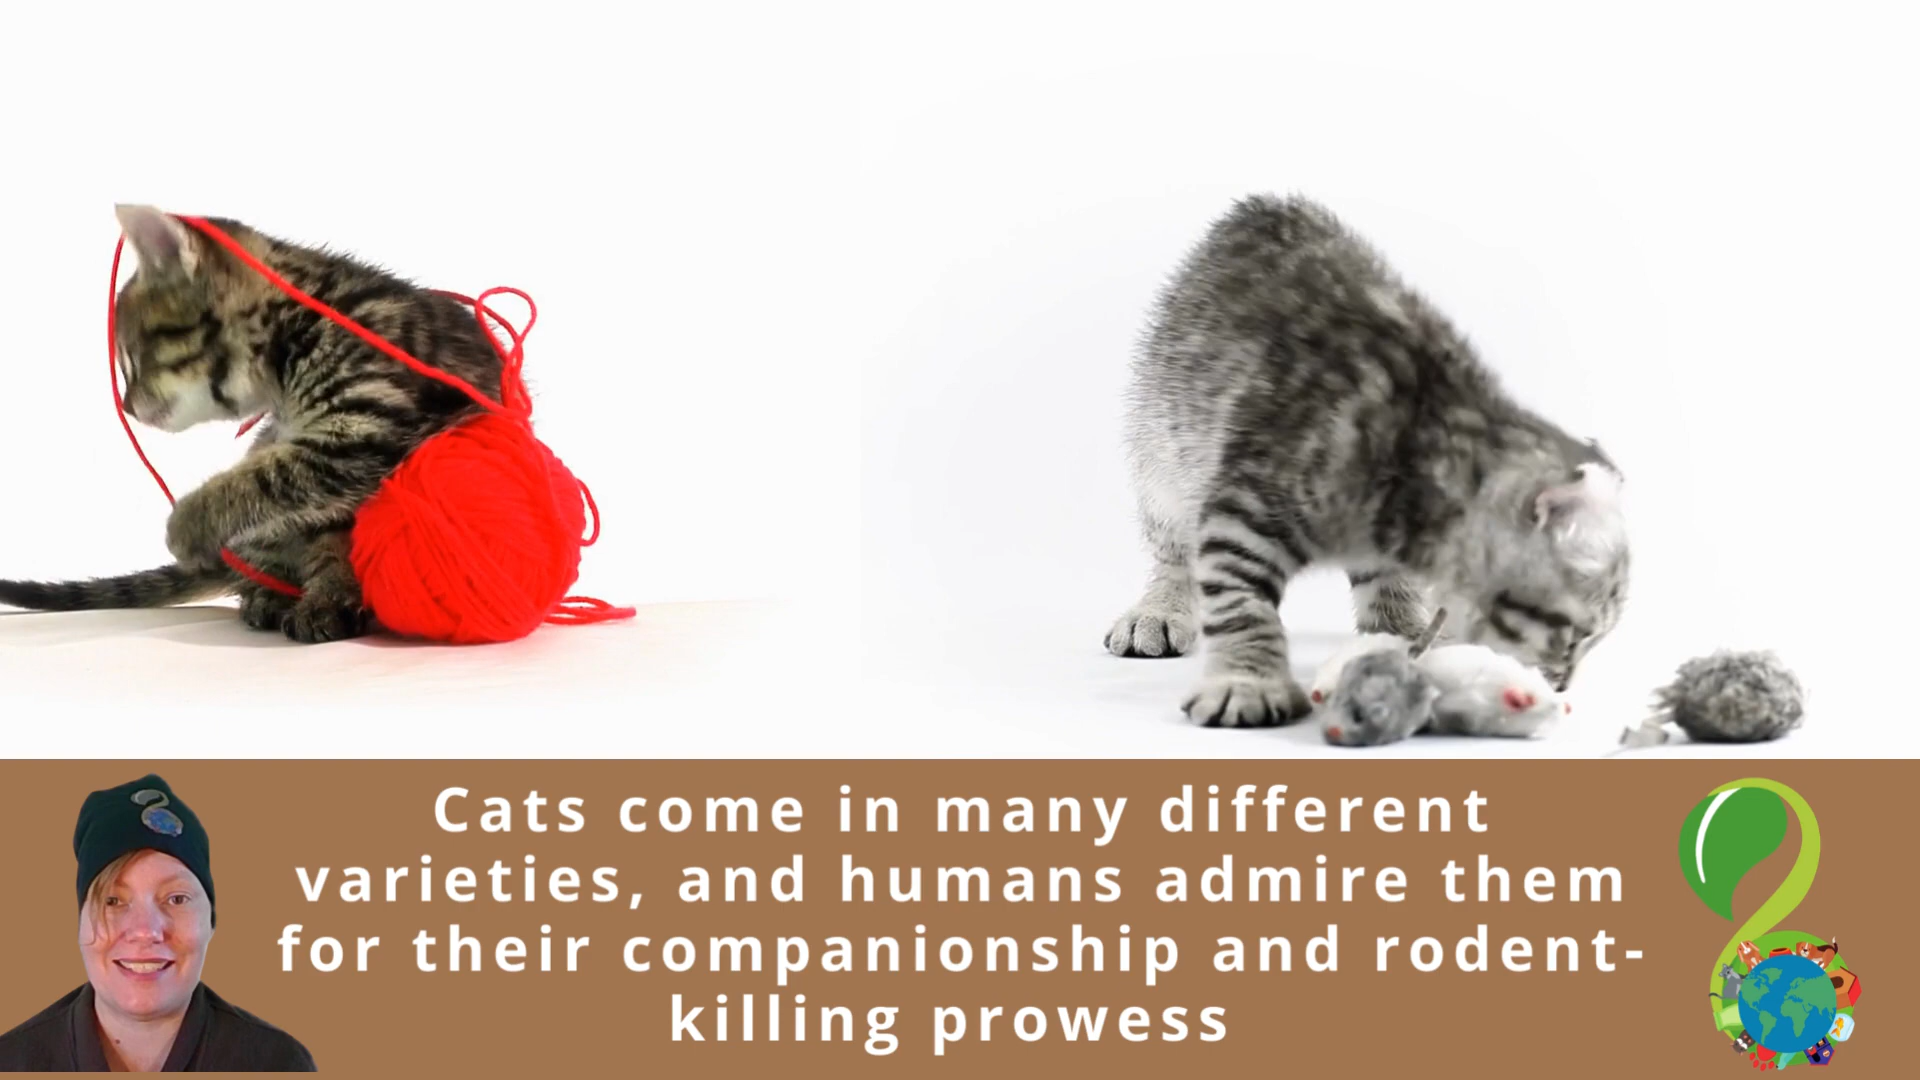 Cats come in many different
varieties, and humans admire them
for their companionship and rodent-
killing prowess